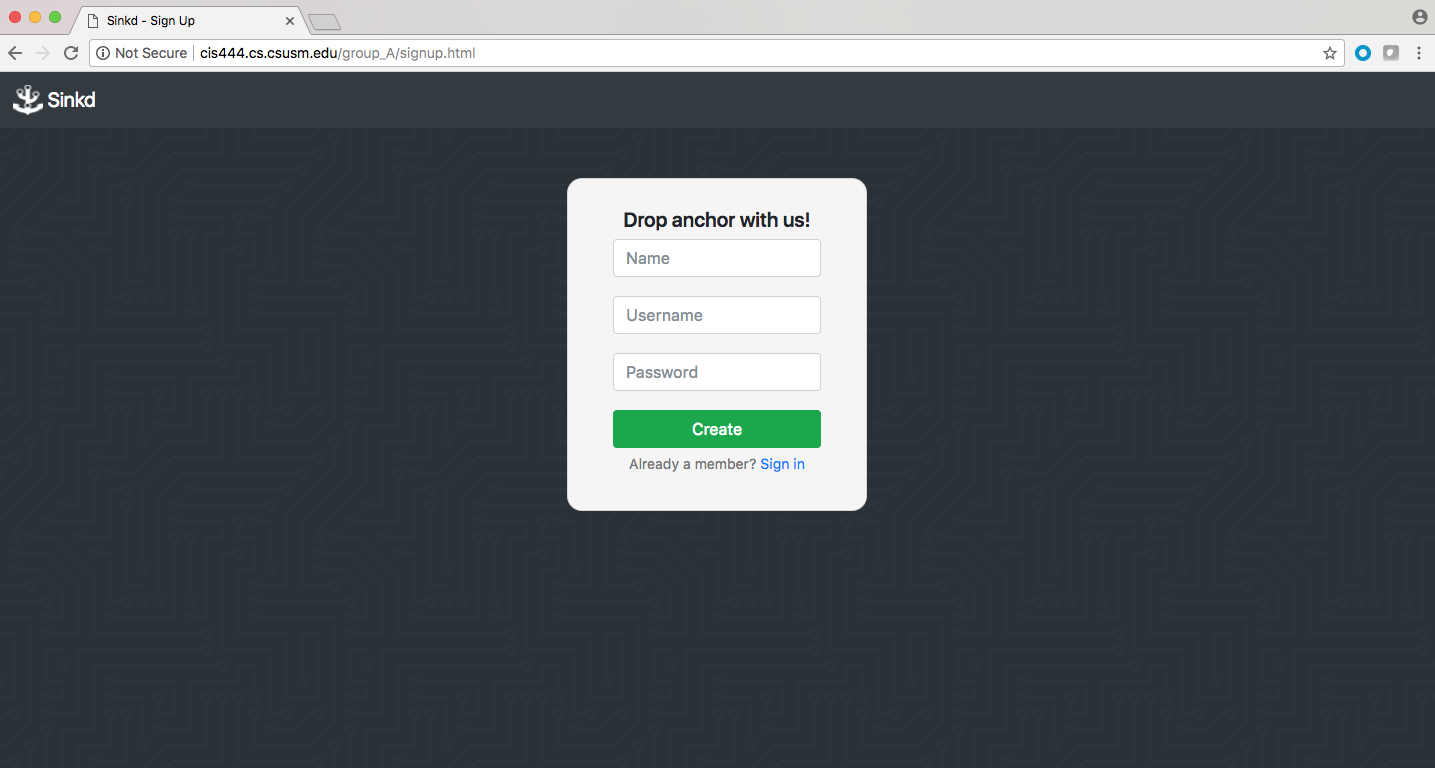 Sinkd - Sign Up
Not Secure cis444.cs.csusm.edu/group_A/signup.html
Sinkd
Drop anchor with us!
Name
Username
Password
Create
Already a member? Sign in